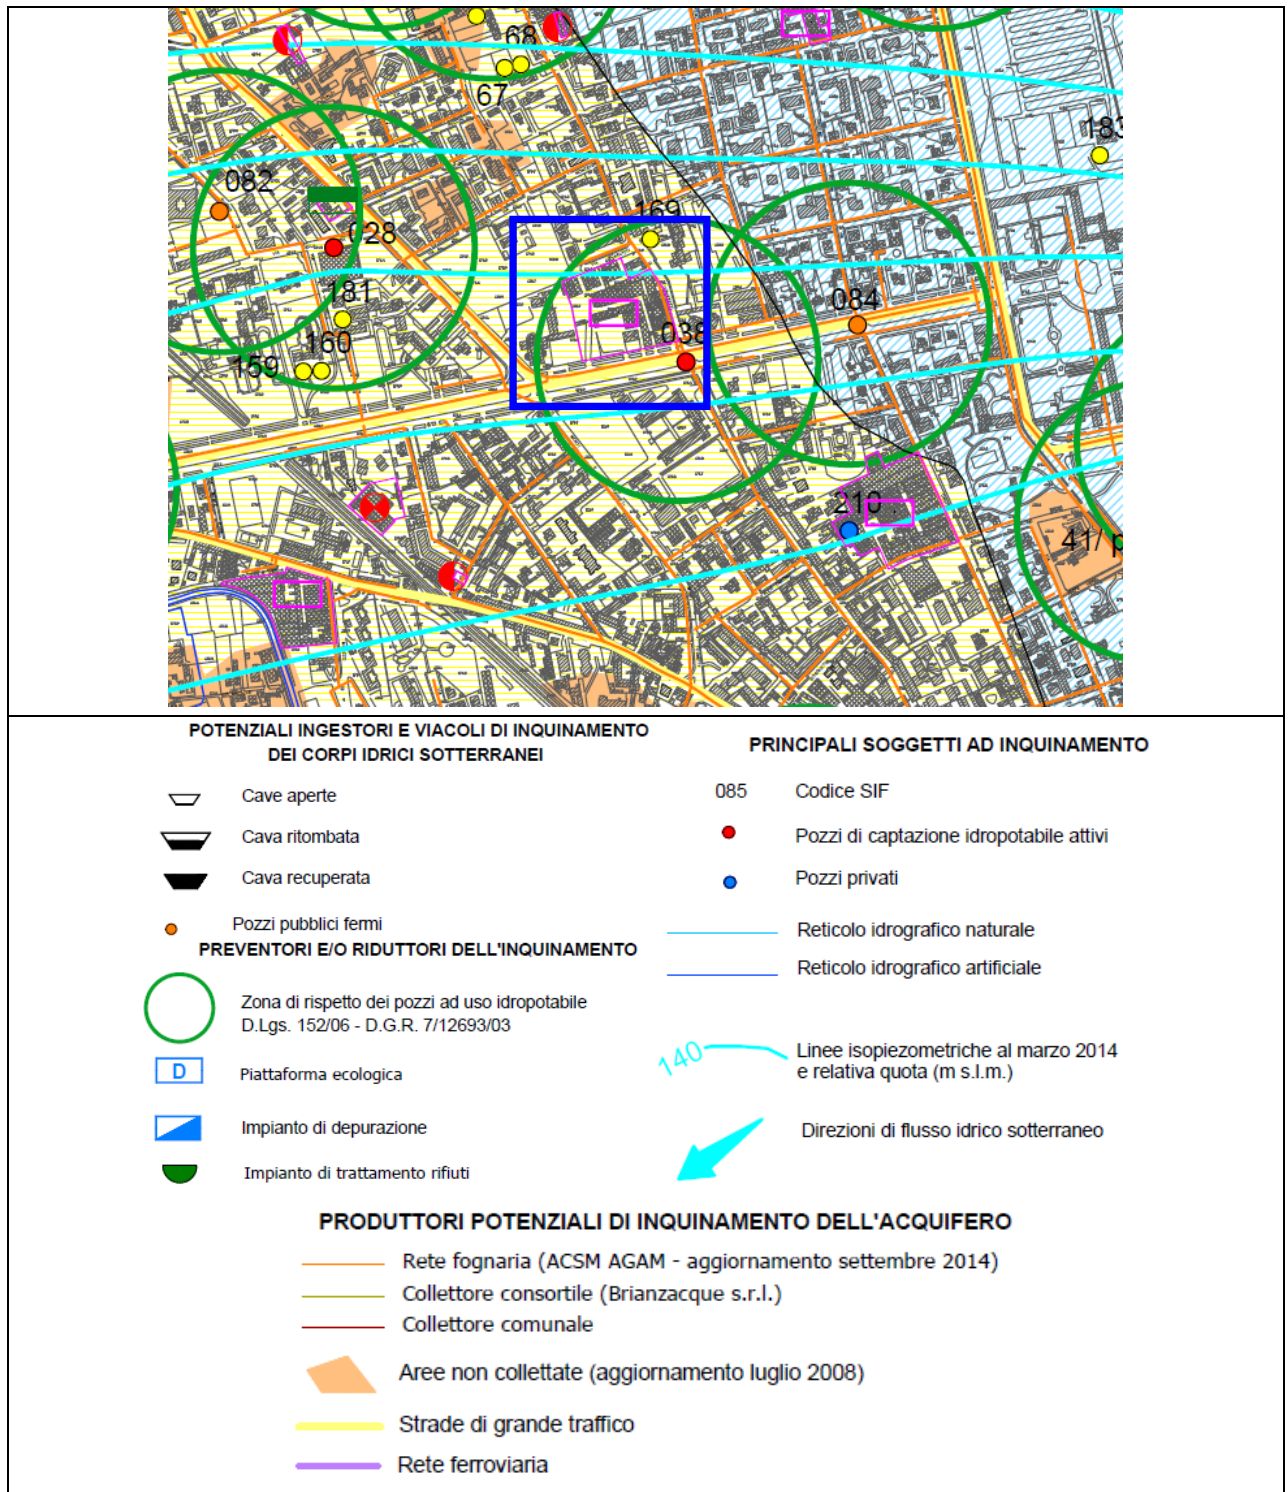 68
67
183
082
169
028
084
181
038
160
159
210
41/ p
POTENZIALI INGESTORI E VIACOLI DI INQUINAMENTO
DEI CORPI IDRICI SOTTERRANEI
Cave aperte
Cava ritombata
Cava recuperata
Pozzi pubblici fermi
PREVENTORI E/O RIDUTTORI DELL'INQUINAMENTO
Zona di rispetto dei pozzi ad uso idropotabile
D.Lgs. 152/06 - D.G.R. 7/12693/03
D
Piattaforma ecologica
Impianto di depurazione
Impianto di trattamento rifiuti
PRINCIPALI SOGGETTI AD INQUINAMENTO
085 Codice SIF
Pozzi di captazione idropotabile attivi
Pozzi privati
Reticolo idrografico naturale
Reticolo idrografico artificiale
140
Linee isopiezometriche al marzo 2014
e relativa quota (m s.l.m.)
Direzioni di flusso idrico sotterraneo
PRODUTTORI POTENZIALI DI INQUINAMENTO DELL'ACQUIFERO
Rete fognaria (ACSM AGAM - aggiornamento settembre 2014)
Collettore consortile (Brianzacque s.r.l.)
Collettore comunale
Aree non collettate (aggiornamento luglio 2008)
Strade di grande traffico
Rete ferroviaria